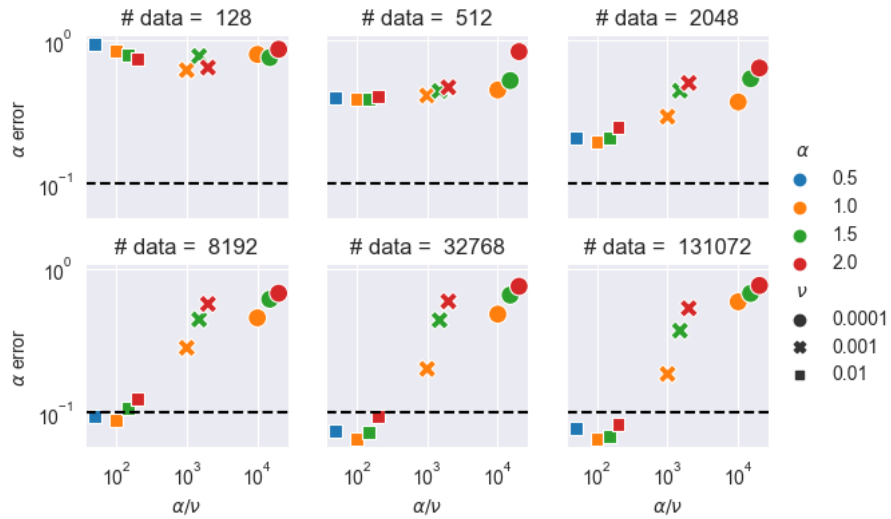 # data = 128
# data = 512
# data = 2048
α error
10⁰
10⁻¹
# data = 8192
# data = 32768
# data = 131072
α error
10⁰
10⁻¹
10² 10³ 10⁴
10² 10³ 10⁴
10² 10³ 10⁴
α/ν
α/ν
α/ν
α
0.5
1.0
1.5
2.0
ν
0.0001
0.001
0.01